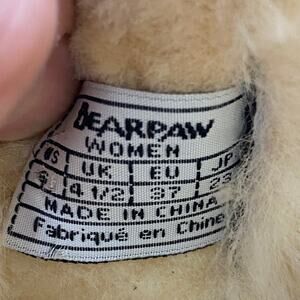 BEARPAW
WOMEN
US UK EU JP
4 1/2 37 23
MADE IN CHINA
Fabriqué en Chine